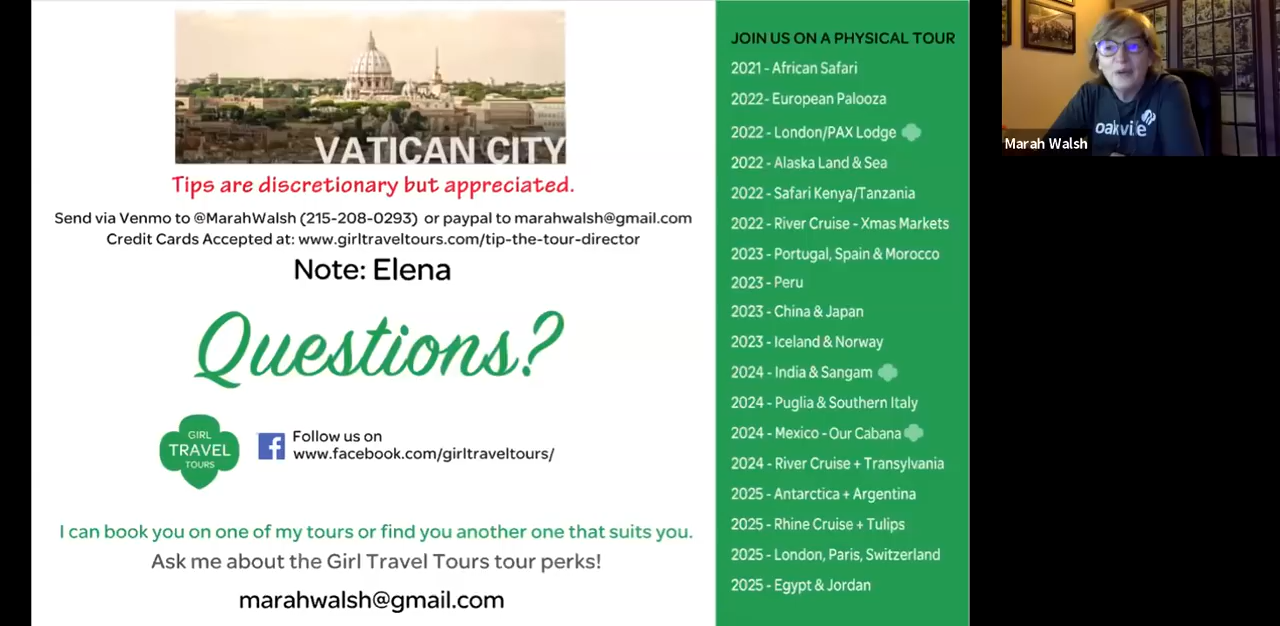 VATICAN CITY
Tips are discretionary but appreciated.
Send via Venmo to @MarahWalsh (215-208-0293) or paypal to marahwalsh@gmail.com
Credit Cards Accepted at: www.girltraveltours.com/tip-the-tour-director
Note: Elena
Questions?
GIRL
TRAVEL
TOURS
Follow us on
www.facebook.com/girltraveltours/
I can book you on one of my tours or find you another one that suits you.
Ask me about the Girl Travel Tours tour perks!
marahwalsh@gmail.com
JOIN US ON A PHYSICAL TOUR
2021 - African Safari
2022- European Palooza
2022 - London/PAX Lodge
2022 - Alaska Land & Sea
2022 - Safari Kenya/Tanzania
2022 - River Cruise - Xmas Markets
2023 - Portugal, Spain & Morocco
2023 - Peru
2023 - China & Japan
2023 - Iceland & Norway
2024 - India & Sangam
2024 - Puglia & Southern Italy
2024 - Mexico - Our Cabana
2024 - River Cruise + Transylvania
2025 - Antarctica + Argentina
2025 - Rhine Cruise + Tulips
2025 - London, Paris, Switzerland
2025 - Egypt & Jordan
oakville
Marah Walsh